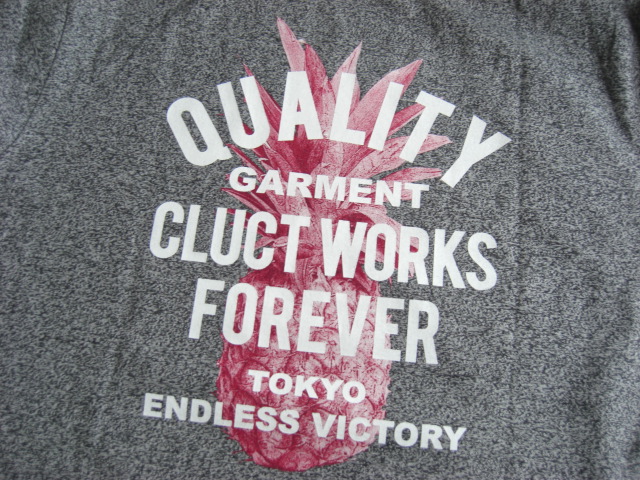 QUALITY
GARMENT
CLUCT WORKS
FOREVER
TOKYO
ENDLESS VICTORY